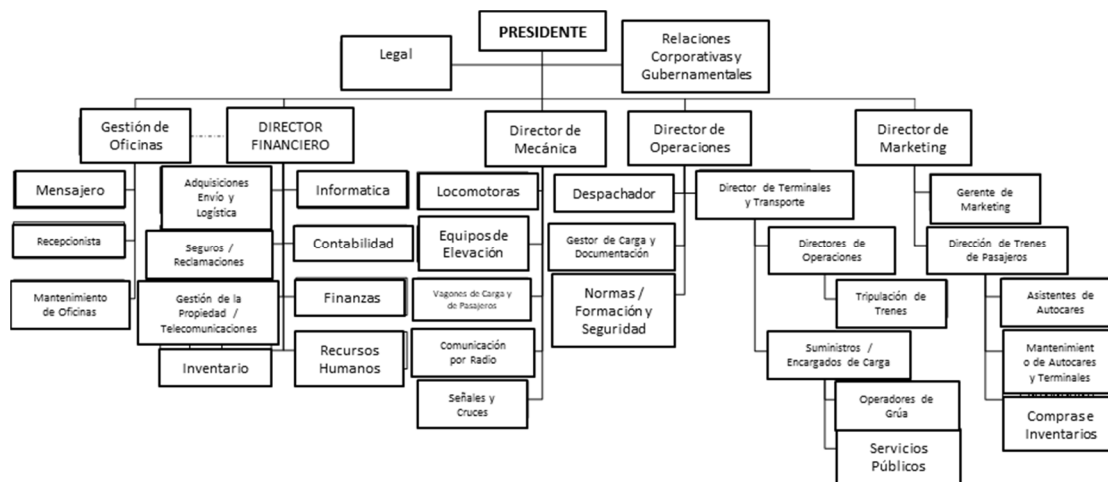 PRESIDENTE
Legal
Relaciones
Corporativas y
Gubernamentales
Gestión de
Oficinas
DIRECTOR
FINANCIERO
Director de
Mecánica
Director de
Operaciones
Director de
Marketing
Mensajero
Recepcionista
Mantenimiento
de Oficinas
Adquisiciones
Envío y
Logística
Seguros /
Reclamaciones
Gestión de la
Propiedad /
Telecomunicaciones
Inventario
Informatica
Contabilidad
Finanzas
Recursos
Humanos
Locomotoras
Equipos de
Elevación
Vagones de Carga y
de Pasajeros
Comunicación
por Radio
Señales y
Cruces
Despachador
Gestor de Carga y
Documentación
Normas /
Formación y
Seguridad
Director de Terminales
y Transporte
Directores de
Operaciones
Tripulación de
Trenes
Suministros /
Encargados de Carga
Operadores de
Grúa
Servicios
Públicos
Gerente de
Marketing
Dirección de Trenes
de Pasajeros
Asistentes de
Autocares
Mantenimient
o de Autocares
y Terminales
Compras e
Inventarios